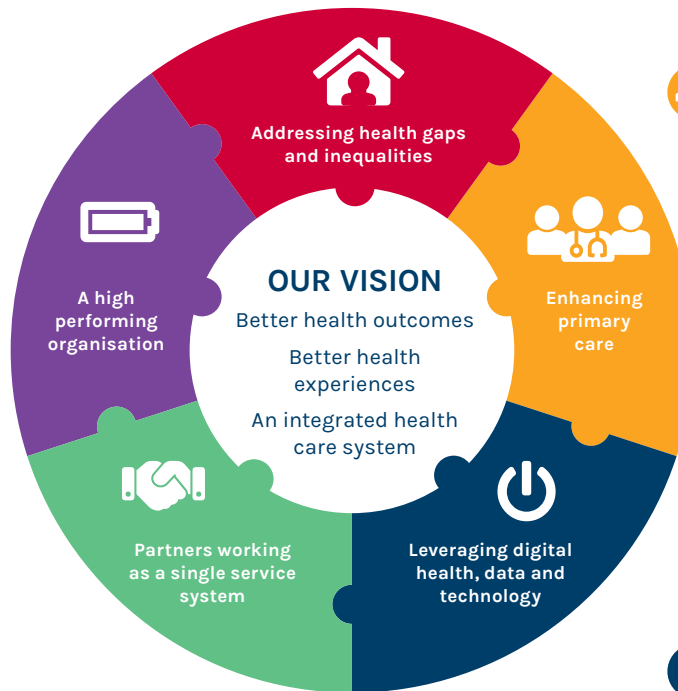 Addressing health gaps
and inequalities
Enhancing
primary
care
Leveraging digital
health, data and
technology
Partners working
as a single service
system
A high
performing
organisation
OUR VISION
Better health outcomes
Better health
experiences
An integrated health
care system